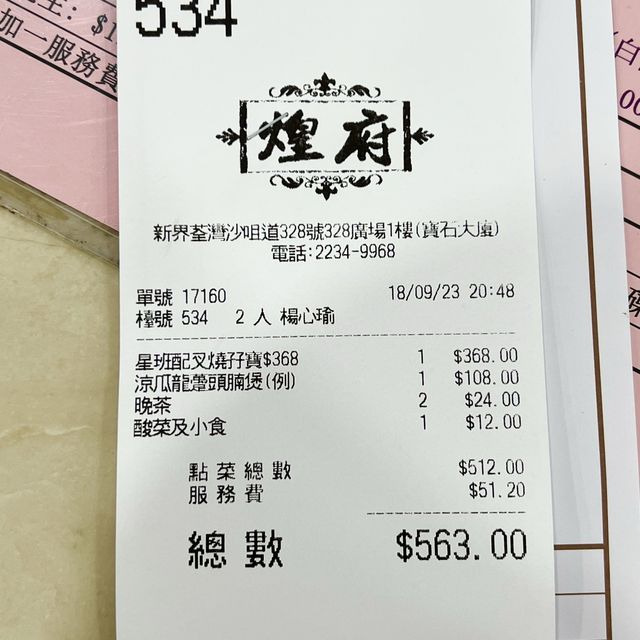 534
加一服務費
煌府
新界荃灣沙咀道328號328廣場1樓(寶石大廈)
電話:2234-9968
單號 17160 18/09/23 20:48
檯號 534 2 人 楊心瑜
星班配叉燒孖寶$368 1 $368.00
涼瓜龍躉頭腩煲(例) 1 $108.00
晚茶 2 $24.00
酸菜及小食 1 $12.00
點菜總數 $512.00
服務費 $51.20
總數 $563.00